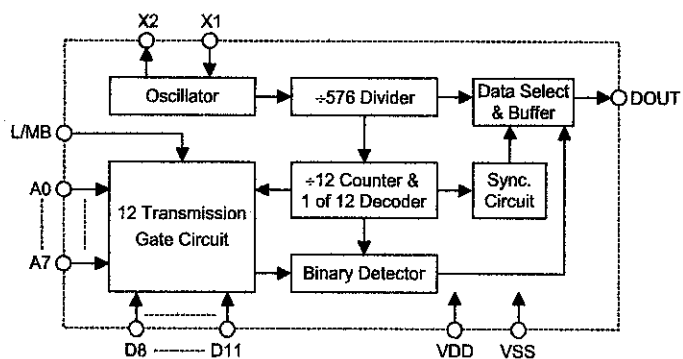 X2 X1
Oscillator
÷576 Divider
Data Select
& Buffer
DOUT
L/MB
A0
12 Transmission
Gate Circuit
÷12 Counter &
1 of 12 Decoder
Sync.
Circuit
A7
Binary Detector
D8 D11
VDD VSS